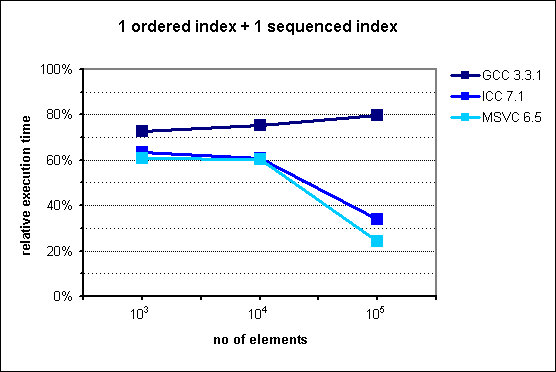 1 ordered index + 1 sequenced index
GCC 3.3.1
ICC 7.1
MSVC 6.5
relative execution time
100%
80%
60%
40%
20%
0%
10³
10⁴
10⁵
no of elements